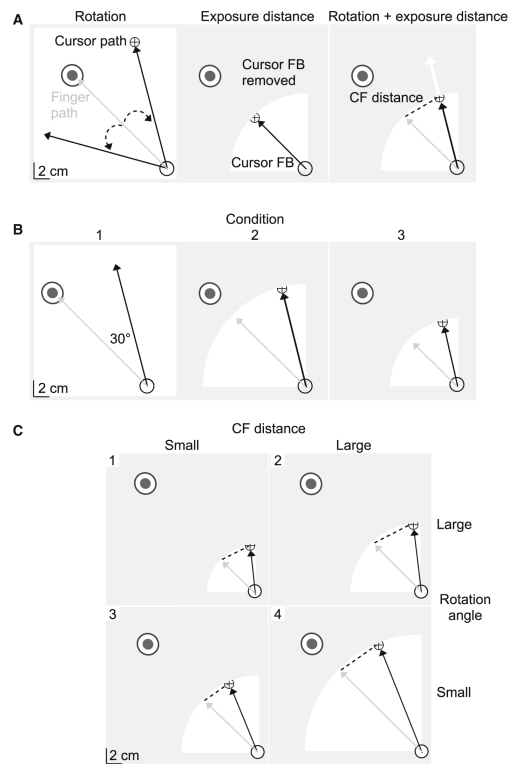 A
Rotation
Exposure distance
Rotation + exposure distance
Cursor path
Finger
path
2 cm
Cursor FB
removed
Cursor FB
CF distance
B
Condition
1
2
3
30°
2 cm
C
CF distance
Small
Large
1
2
Large
Rotation
angle
3
4
Small
2 cm